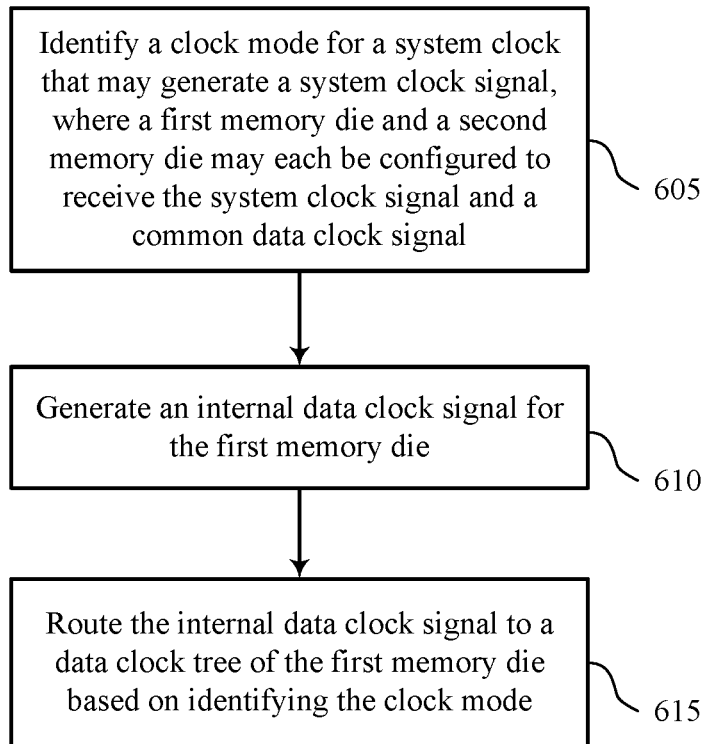 Identify a clock mode for a system clock
that may generate a system clock signal,
where a first memory die and a second
memory die may each be configured to
receive the system clock signal and a
common data clock signal
605
Generate an internal data clock signal for
the first memory die
610
Route the internal data clock signal to a
data clock tree of the first memory die
based on identifying the clock mode
615